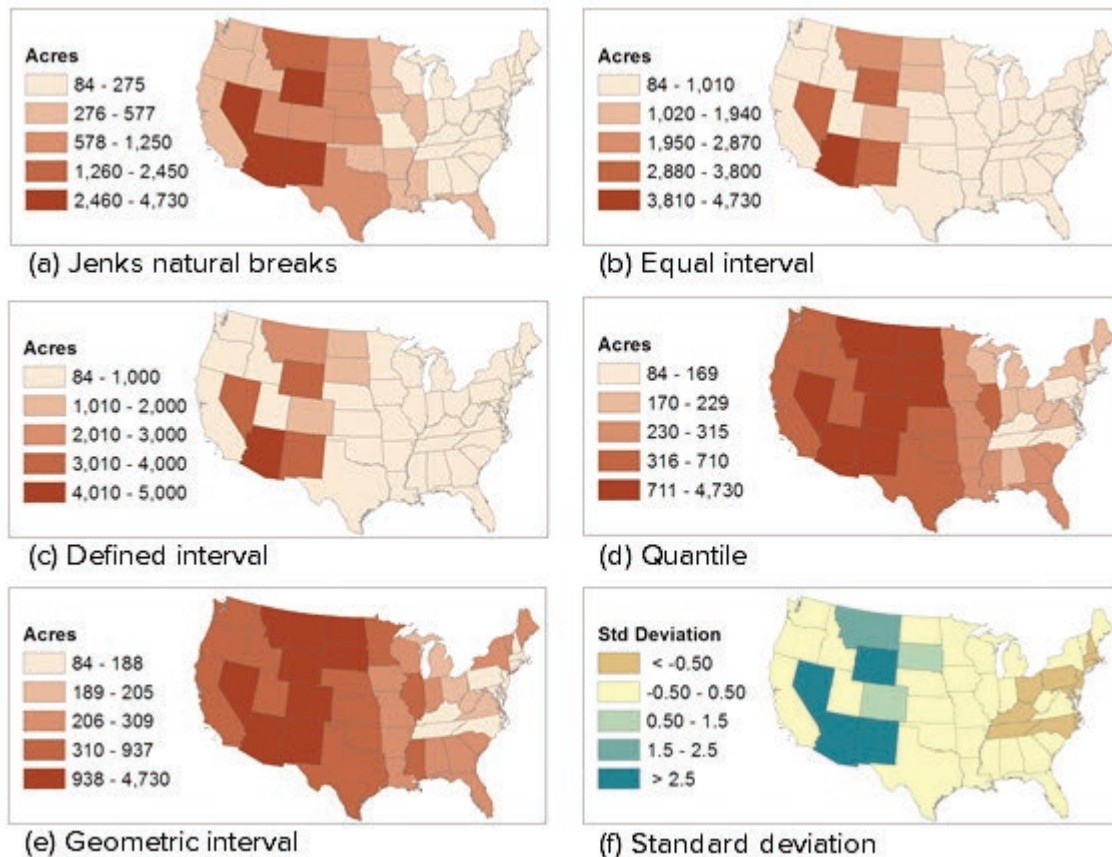 Acres
84 - 275
276 - 577
578 - 1,250
1,260 - 2,450
2,460 - 4,730
(a) Jenks natural breaks
Acres
84 - 1,010
1,020 - 1,940
1,950 - 2,870
2,880 - 3,800
3,810 - 4,730
(b) Equal interval
Acres
84 - 1,000
1,010 - 2,000
2,010 - 3,000
3,010 - 4,000
4,010 - 5,000
(c) Defined interval
Acres
84 - 169
170 - 229
230 - 315
316 - 710
711 - 4,730
(d) Quantile
Acres
84 - 188
189 - 205
206 - 309
310 - 937
938 - 4,730
(e) Geometric interval
Std Deviation
< -0.50
-0.50 - 0.50
0.50 - 1.5
1.5 - 2.5
> 2.5
(f) Standard deviation